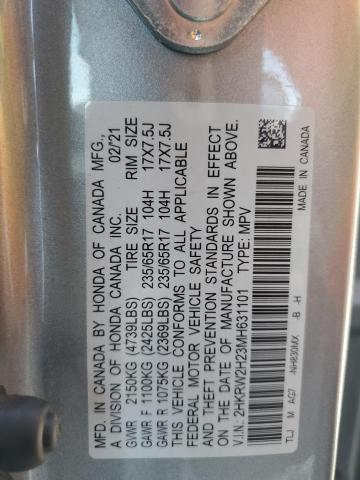 MFD. IN CANADA BY HONDA OF CANADA MFG.,
A DIVISION OF HONDA CANADA INC. 02/21
GVWR 2150KG (4739LBS) TIRE SIZE RIM SIZE
GAWR F 1100KG (2425LBS) 235/65R17 104H 17X7.5J
GAWR R 1075KG (2369LBS) 235/65R17 104H 17X7.5J
THIS VEHICLE CONFORMS TO ALL APPLICABLE
FEDERAL MOTOR VEHICLE SAFETY
AND THEFT PREVENTION STANDARDS IN EFFECT
ON THE DATE OF MANUFACTURE SHOWN ABOVE.
V.I.N.: 2HKRW2H23MH631101 TYPE: MPV
TLJ M AG7 NH830MX -B -H MADE IN CANADA